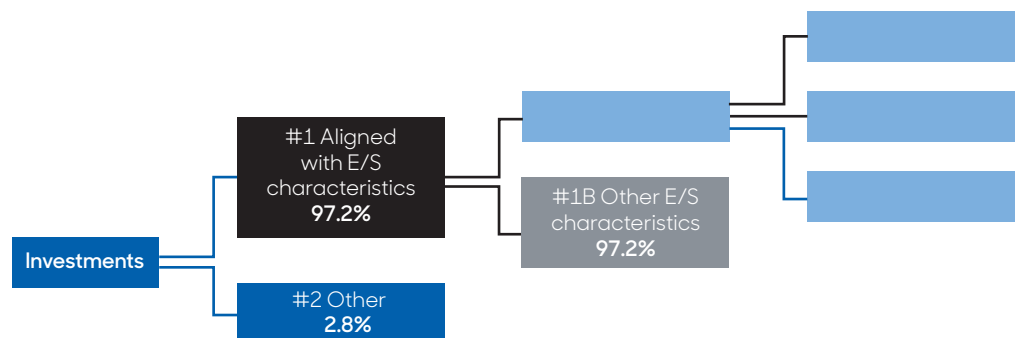 Investments
#1 Aligned
with E/S
characteristics
97.2%
#2 Other
2.8%
#1B Other E/S
characteristics
97.2%